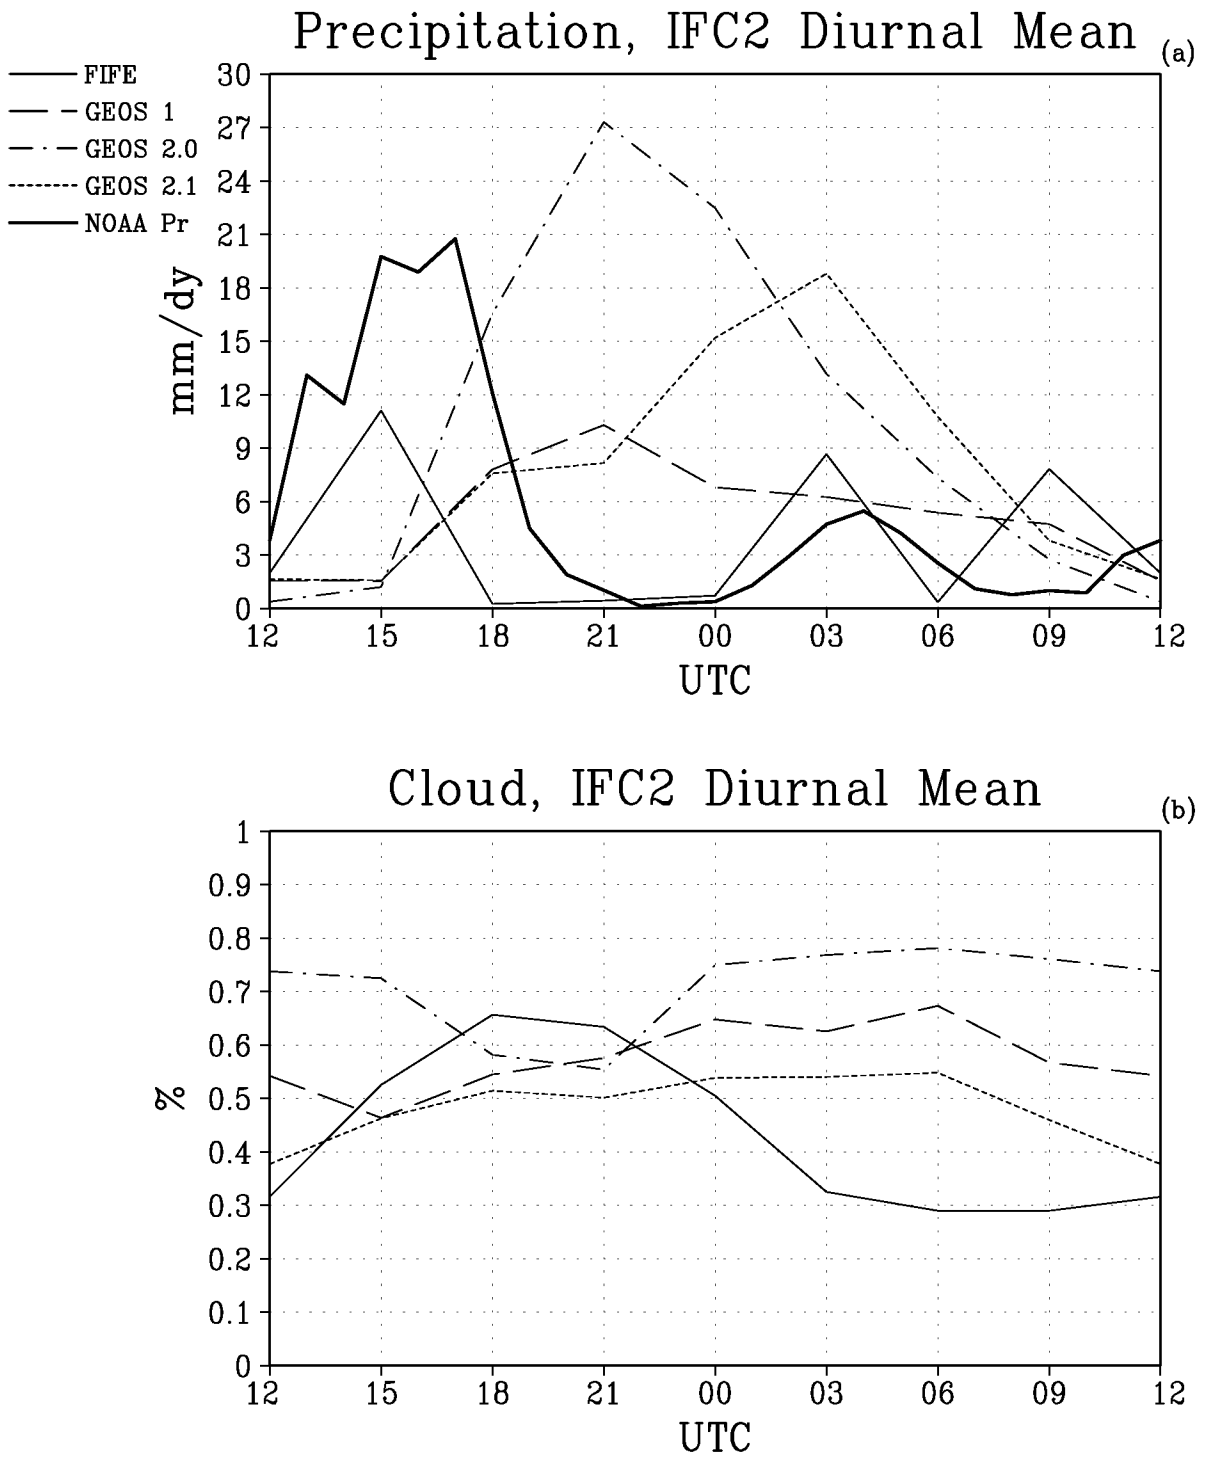 Precipitation, IFC2 Diurnal Mean (a)
FIFE
GEOS 1
GEOS 2.0
GEOS 2.1
NOAA Pr
30
27
24
21
18
15
12
9
6
3
0
mm/dy
12 15 18 21 00 03 06 09 12
UTC
Cloud, IFC2 Diurnal Mean (b)
1
0.9
0.8
0.7
0.6
0.5
0.4
0.3
0.2
0.1
0
%
12 15 18 21 00 03 06 09 12
UTC